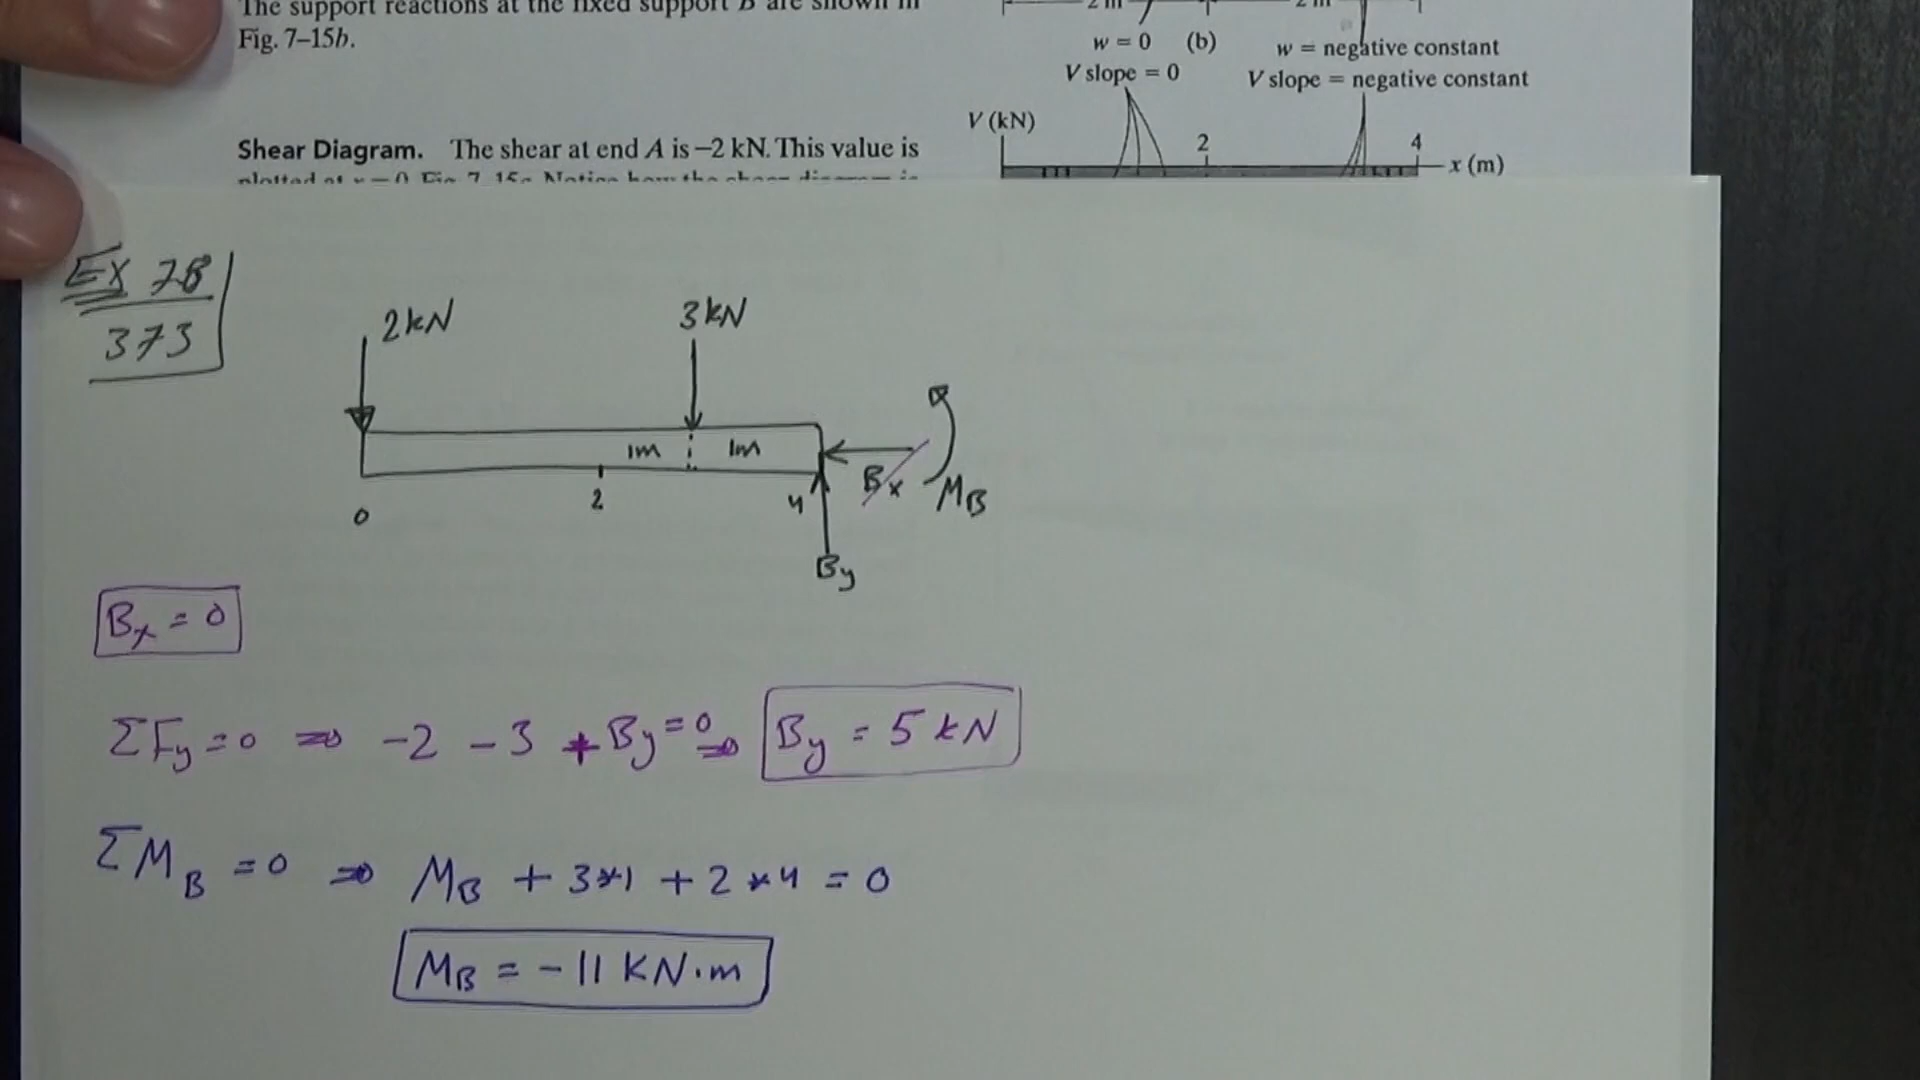 The support reactions at the fixed support B are shown in
Fig. 7–15b.
2 m
2 m
w = 0 (b)
w = negative constant
V slope = 0
V slope = negative constant
V (kN)
2
4
x (m)
Shear Diagram. The shear at end A is −2 kN. This value is
EX 78
373
2kN
3kN
1m
1m
0
2
4
Bx
MB
By
Bx = 0
ΣFy = 0 ⇒ -2 - 3 + By = 0 ⇒ By = 5 kN
ΣMB = 0 ⇒ MB + 3*1 + 2*4 = 0
MB = -11 KN·m